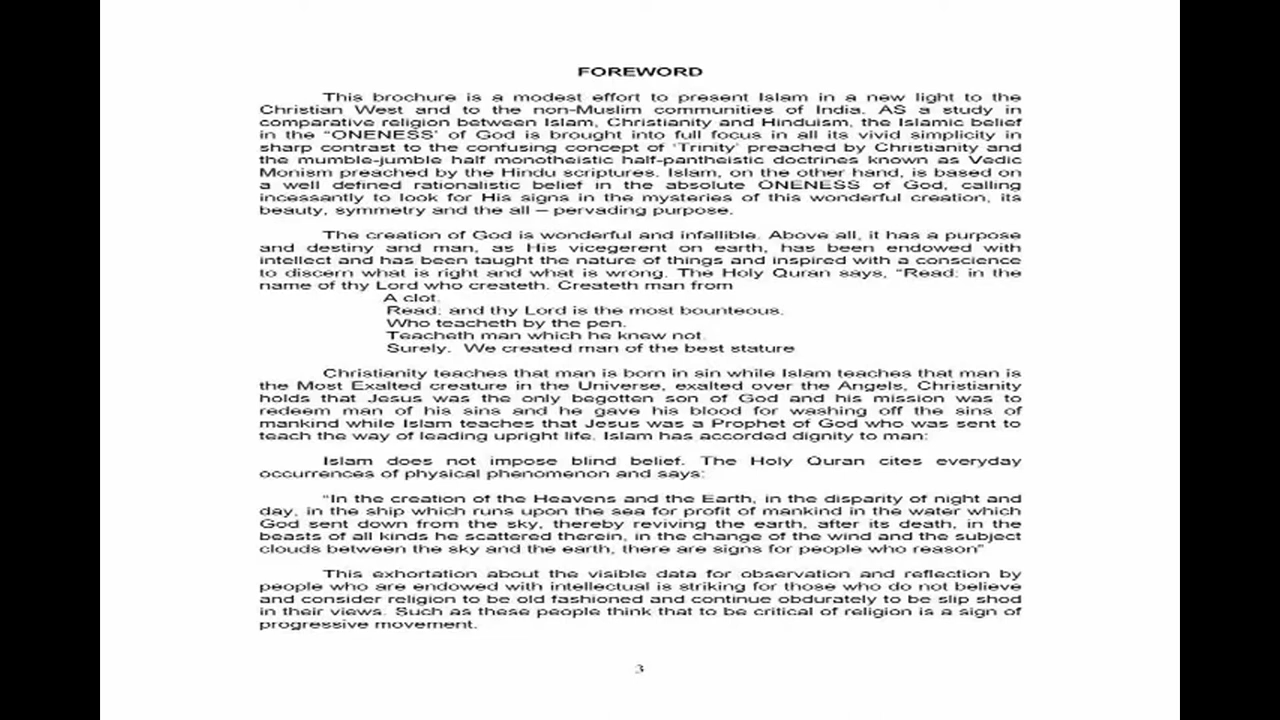 FOREWORD
This brochure is a modest effort to present Islam in a new light to the
Christian West and to the non-Muslim communities of India. AS a study in
comparative religion between Islam, Christianity and Hinduism, the Islamic belief
in the “ONENESS’ of God is brought into full focus in all its vivid simplicity in
sharp contrast to the confusing concept of ‘Trinity’ preached by Christianity and
the mumble-jumble half monotheistic half-pantheistic doctrines known as Vedic
Monism preached by the Hindu scriptures. Islam, on the other hand, is based on
a well defined rationalistic belief in the absolute ONENESS of God, calling
incessantly to look for His signs in the mysteries of this wonderful creation, its
beauty, symmetry and the all – pervading purpose.
The creation of God is wonderful and infallible. Above all, it has a purpose
and destiny and man, as His vicegerent on earth, has been endowed with
intellect and has been taught the nature of things and inspired with a conscience
to discern what is right and what is wrong. The Holy Quran says, “Read: in the
name of thy Lord who createth. Createth man from
A clot.
Read: and thy Lord is the most bounteous.
Who teacheth by the pen.
Teacheth man which he knew not.
Surely. We created man of the best stature
Christianity teaches that man is born in sin while Islam teaches that man is
the Most Exalted creature in the Universe, exalted over the Angels, Christianity
holds that Jesus was the only begotten son of God and his mission was to
redeem man of his sins and he gave his blood for washing off the sins of
mankind while Islam teaches that Jesus was a Prophet of God who was sent to
teach the way of leading upright life. Islam has accorded dignity to man:
Islam does not impose blind belief. The Holy Quran cites everyday
occurrences of physical phenomenon and says:
“In the creation of the Heavens and the Earth, in the disparity of night and
day, in the ship which runs upon the sea for profit of mankind in the water which
God sent down from the sky, thereby reviving the earth, after its death, in the
beasts of all kinds he scattered therein, in the change of the wind and the subject
clouds between the sky and the earth, there are signs for people who reason”
This exhortation about the visible data for observation and reflection by
people who are endowed with intellectual is striking for those who do not believe
and consider religion to be old fashioned and continue obdurately to be slip shod
in their views. Such as these people think that to be critical of religion is a sign of
progressive movement.
3